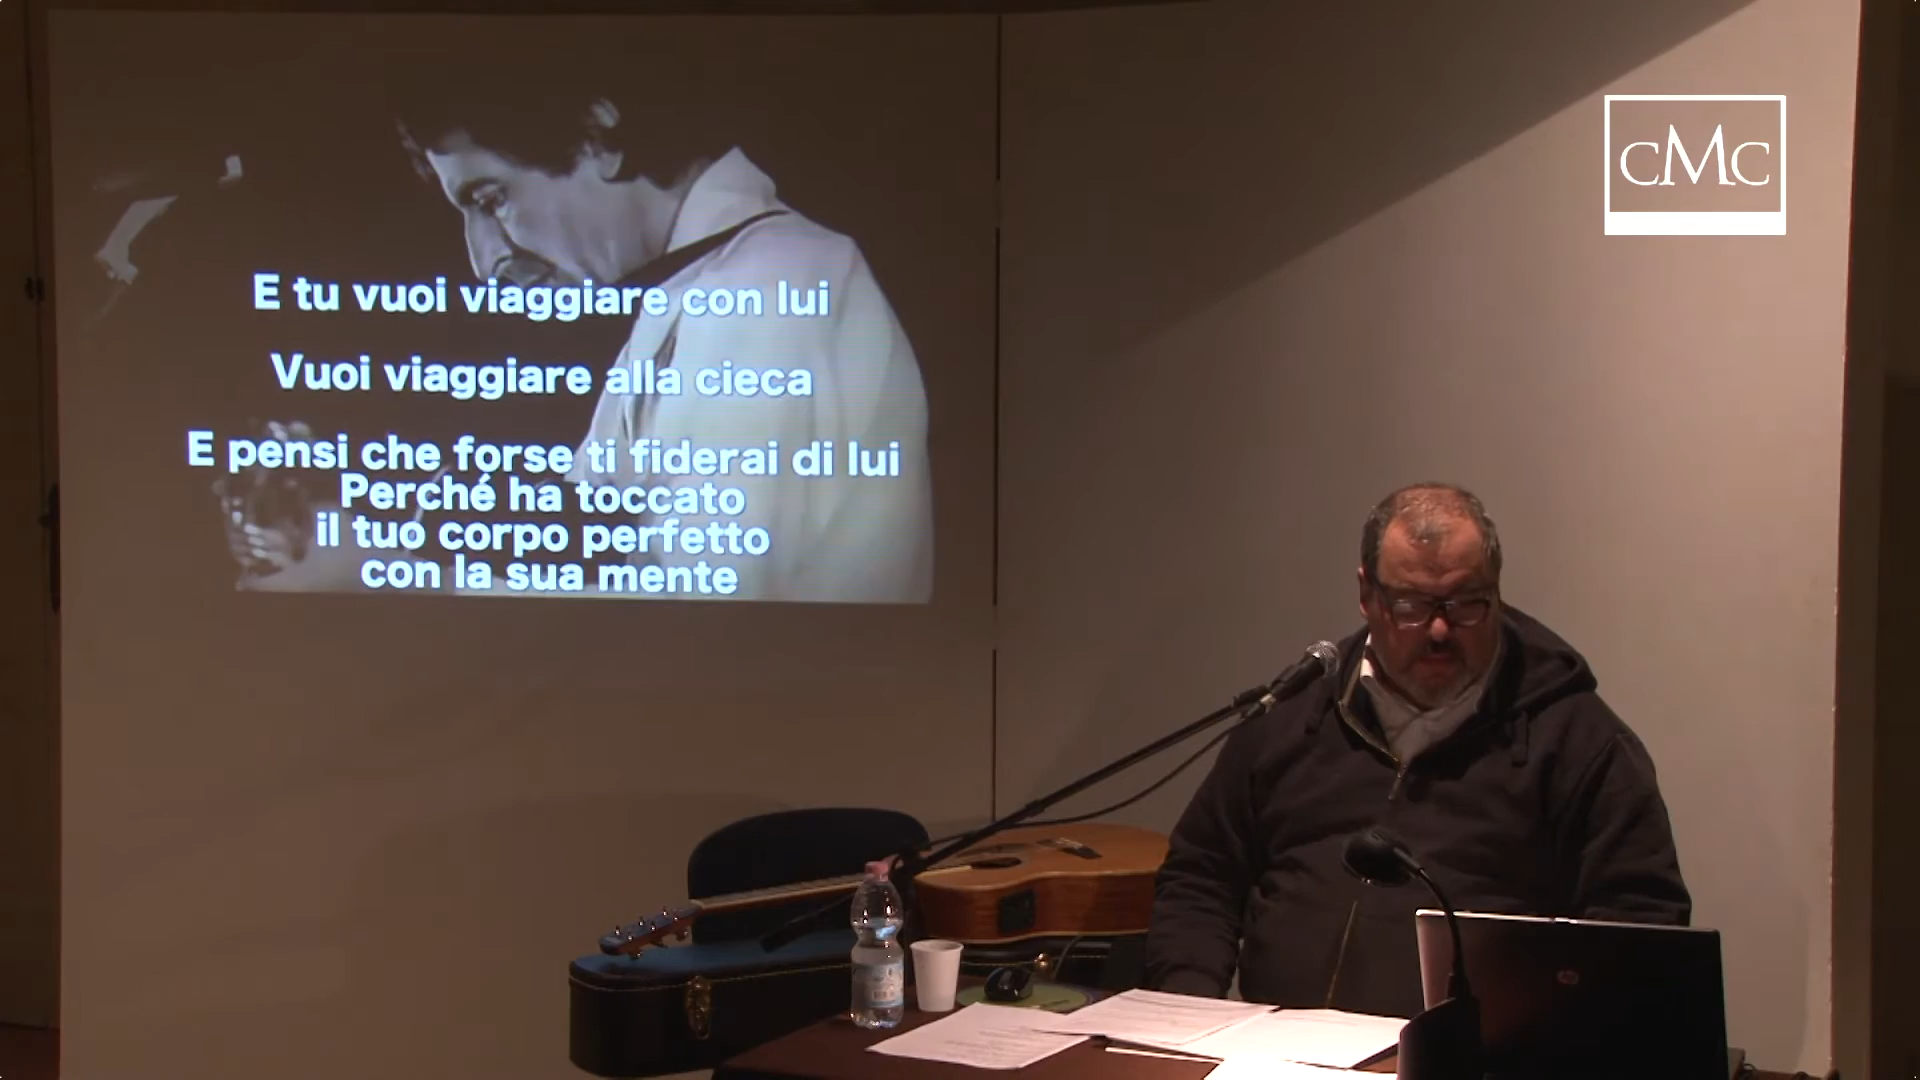 E tu vuoi viaggiare con lui
Vuoi viaggiare alla cieca
E pensi che forse ti fiderai di lui
Perché ha toccato
il tuo corpo perfetto
con la sua mente
CMC